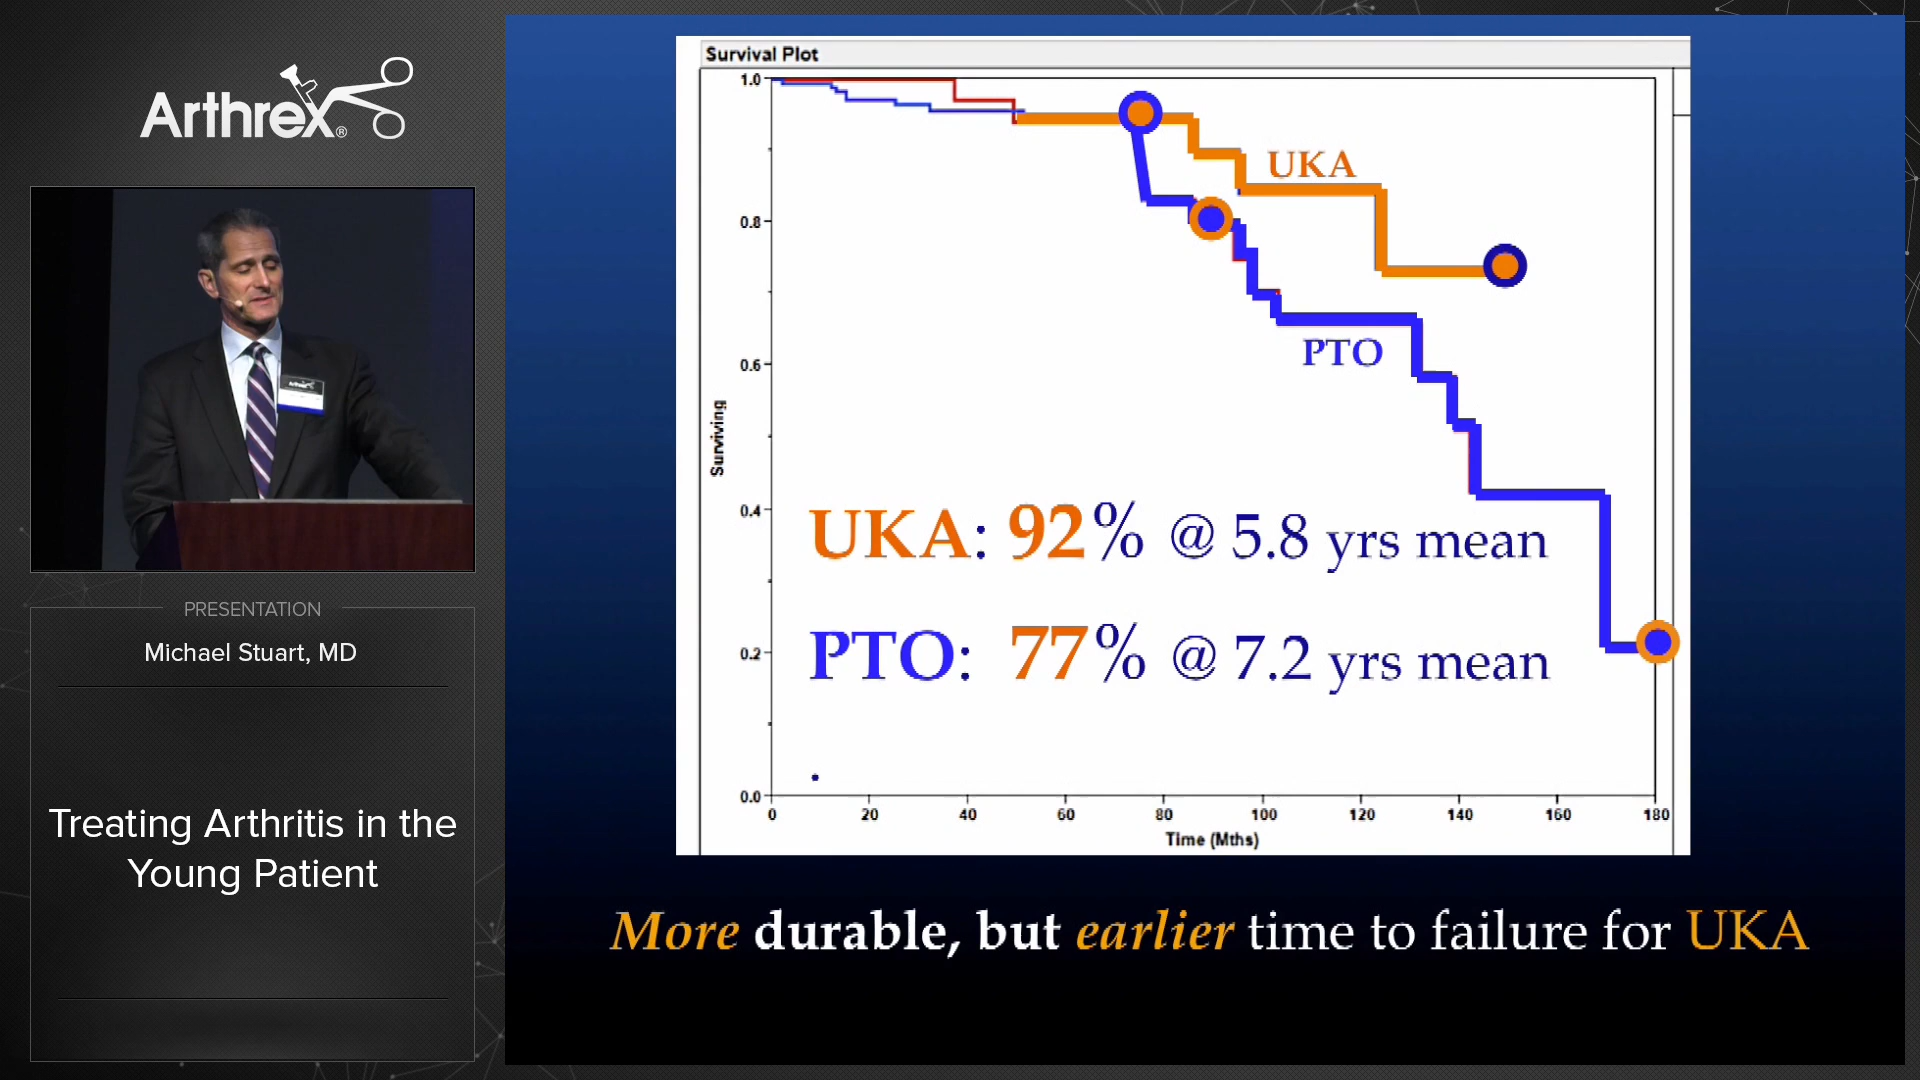 Arthrex®
Arthrex
PRESENTATION
Michael Stuart, MD
Treating Arthritis in the
Young Patient
Survival Plot
1.0
0.8
0.6
0.4
0.2
0.0
Surviving
UKA
PTO
UKA: 92% @ 5.8 yrs mean
PTO: 77% @ 7.2 yrs mean
.
0 20 40 60 80 100 120 140 160 180
Time (Mths)
More durable, but earlier time to failure for UKA